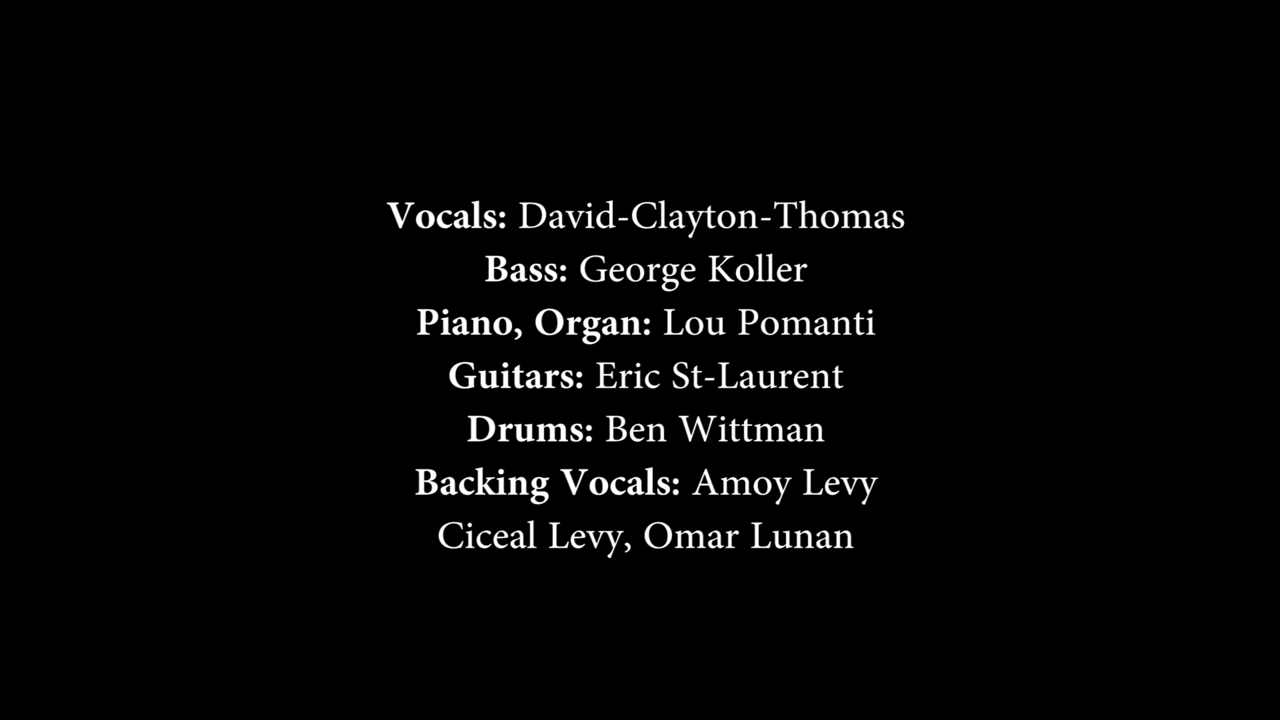 Vocals: David-Clayton-Thomas
Bass: George Koller
Piano, Organ: Lou Pomanti
Guitars: Eric St-Laurent
Drums: Ben Wittman
Backing Vocals: Amoy Levy
Ciceal Levy, Omar Lunan